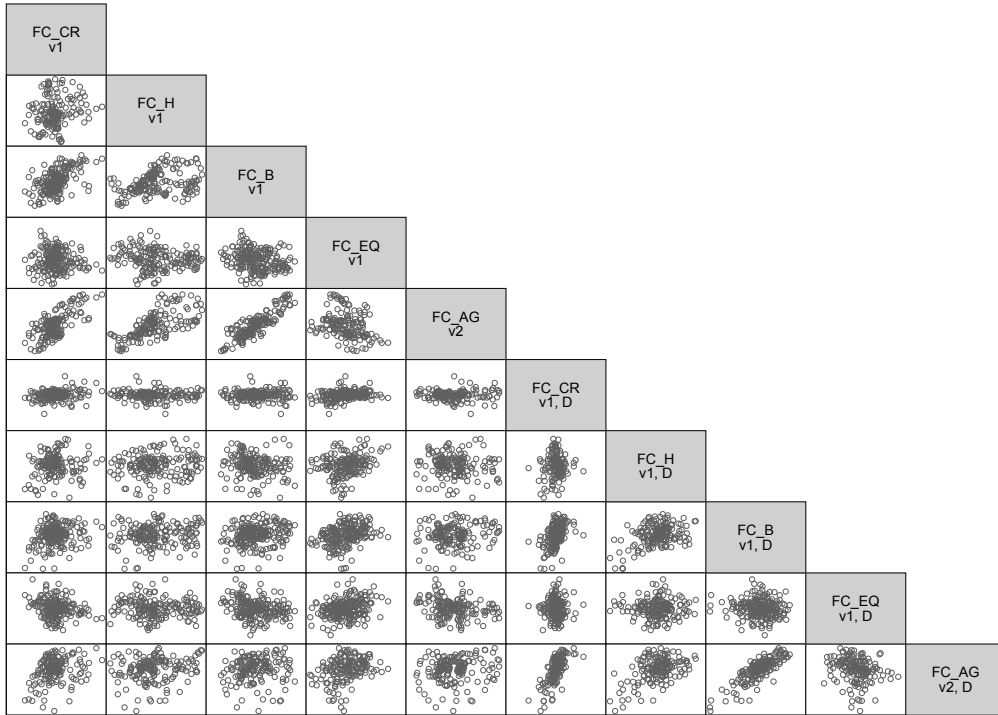 FC_CR
v1
FC_H
v1
FC_B
v1
FC_EQ
v1
FC_AG
v2
FC_CR
v1, D
FC_H
v1, D
FC_B
v1, D
FC_EQ
v1, D
FC_AG
v2, D